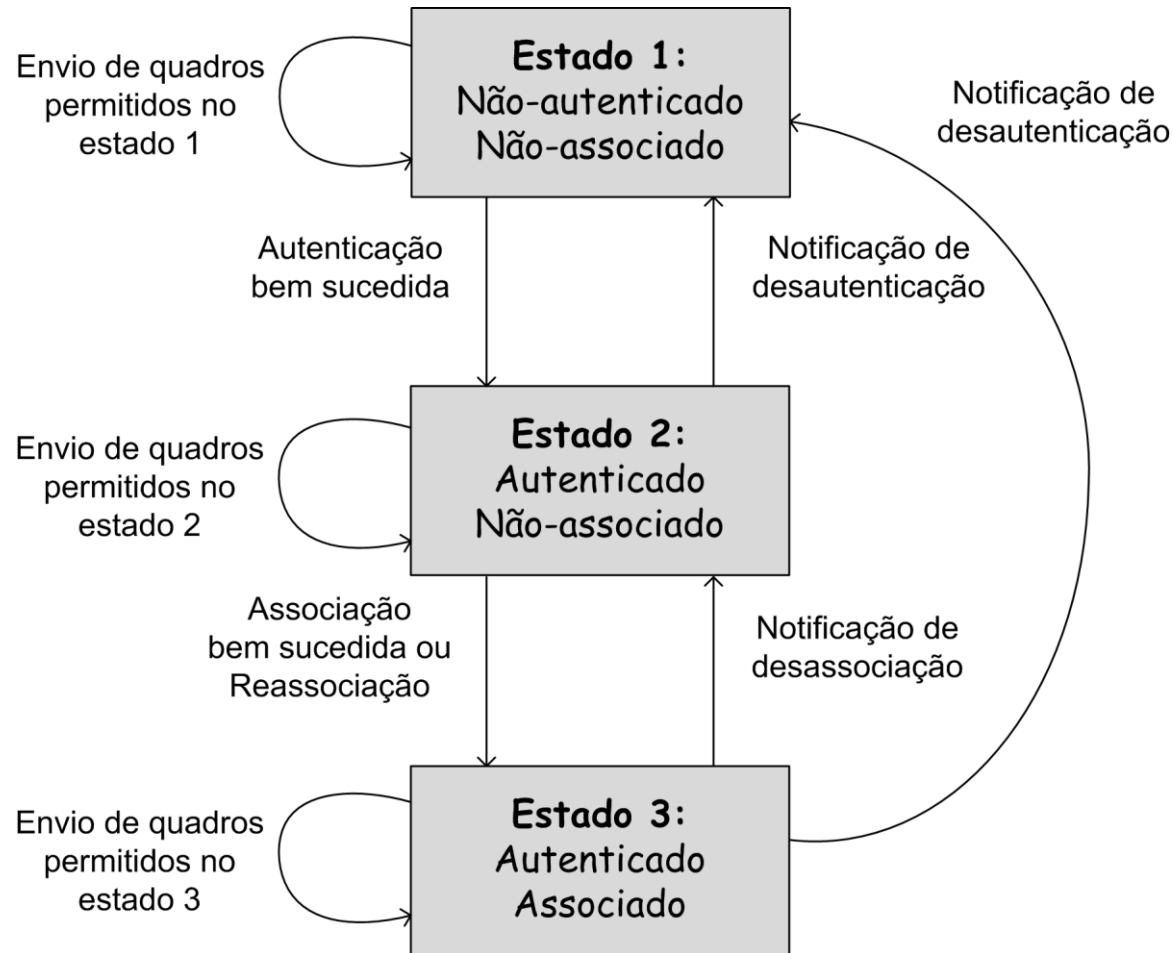 Envio de quadros
permitidos no
estado 1
Estado 1:
Não-autenticado
Não-associado
Notificação de
desautenticação
Autenticação
bem sucedida
Notificação de
desautenticação
Envio de quadros
permitidos no
estado 2
Estado 2:
Autenticado
Não-associado
Associação
bem sucedida ou
Reassociação
Notificação de
desassociação
Envio de quadros
permitidos no
estado 3
Estado 3:
Autenticado
Associado